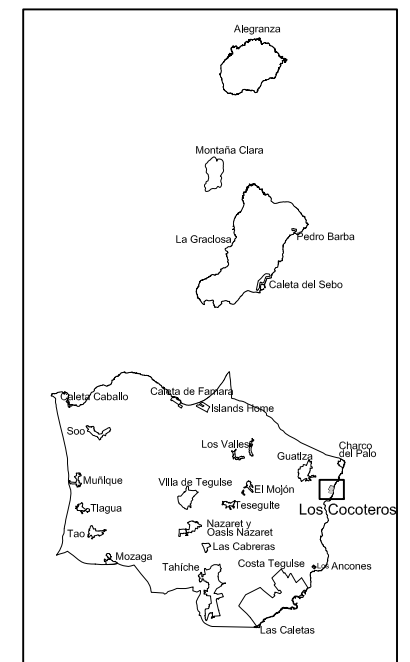 Alegranza
Montaña Clara
La Graciosa
Pedro Barba
Caleta del Sebo
Caleta Caballo
Caleta de Famara
Islands Home
Soo
Los Valles
Guatiza
Charco
del Palo
Muñique
Villa de Teguise
El Mojón
Tiagua
Teseguite
Los Cocoteros
Tao
Nazaret y
Oasis Nazaret
Las Cabreras
Mozaga
Tahíche
Costa Teguise
Los Ancones
Las Caletas